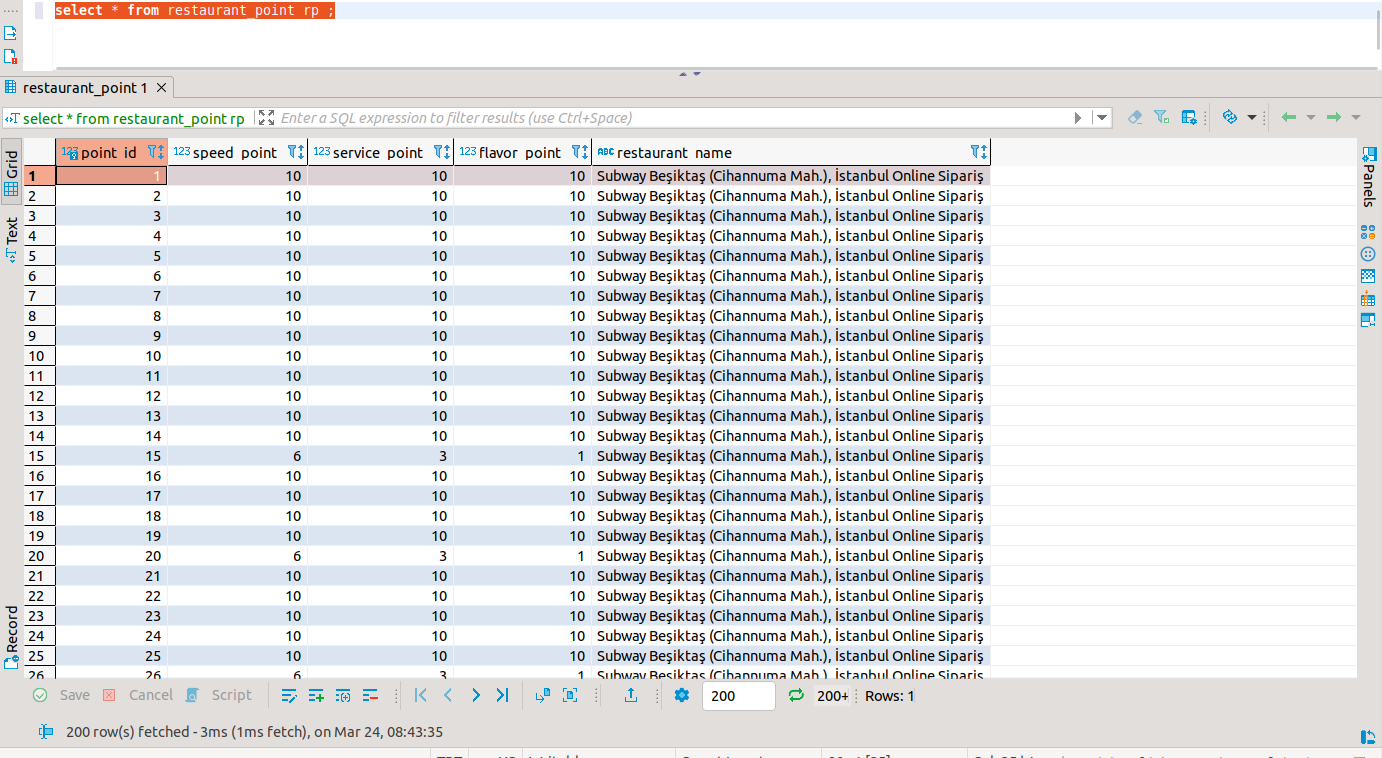 select * from restaurant_point rp ;
restaurant_point 1
select * from restaurant_point rp
Enter a SQL expression to filter results (use Ctrl+Space)
Grid
Text
Record
Panels
123 point_id 123 speed_point 123 service_point 123 flavor_point ABC restaurant_name
1 1 10 10 10 Subway Beşiktaş (Cihannuma Mah.), İstanbul Online Sipariş
2 2 10 10 10 Subway Beşiktaş (Cihannuma Mah.), İstanbul Online Sipariş
3 3 10 10 10 Subway Beşiktaş (Cihannuma Mah.), İstanbul Online Sipariş
4 4 10 10 10 Subway Beşiktaş (Cihannuma Mah.), İstanbul Online Sipariş
5 5 10 10 10 Subway Beşiktaş (Cihannuma Mah.), İstanbul Online Sipariş
6 6 10 10 10 Subway Beşiktaş (Cihannuma Mah.), İstanbul Online Sipariş
7 7 10 10 10 Subway Beşiktaş (Cihannuma Mah.), İstanbul Online Sipariş
8 8 10 10 10 Subway Beşiktaş (Cihannuma Mah.), İstanbul Online Sipariş
9 9 10 10 10 Subway Beşiktaş (Cihannuma Mah.), İstanbul Online Sipariş
10 10 10 10 10 Subway Beşiktaş (Cihannuma Mah.), İstanbul Online Sipariş
11 11 10 10 10 Subway Beşiktaş (Cihannuma Mah.), İstanbul Online Sipariş
12 12 10 10 10 Subway Beşiktaş (Cihannuma Mah.), İstanbul Online Sipariş
13 13 10 10 10 Subway Beşiktaş (Cihannuma Mah.), İstanbul Online Sipariş
14 14 10 10 10 Subway Beşiktaş (Cihannuma Mah.), İstanbul Online Sipariş
15 15 6 3 1 Subway Beşiktaş (Cihannuma Mah.), İstanbul Online Sipariş
16 16 10 10 10 Subway Beşiktaş (Cihannuma Mah.), İstanbul Online Sipariş
17 17 10 10 10 Subway Beşiktaş (Cihannuma Mah.), İstanbul Online Sipariş
18 18 10 10 10 Subway Beşiktaş (Cihannuma Mah.), İstanbul Online Sipariş
19 19 10 10 10 Subway Beşiktaş (Cihannuma Mah.), İstanbul Online Sipariş
20 20 6 3 1 Subway Beşiktaş (Cihannuma Mah.), İstanbul Online Sipariş
21 21 10 10 10 Subway Beşiktaş (Cihannuma Mah.), İstanbul Online Sipariş
22 22 10 10 10 Subway Beşiktaş (Cihannuma Mah.), İstanbul Online Sipariş
23 23 10 10 10 Subway Beşiktaş (Cihannuma Mah.), İstanbul Online Sipariş
24 24 10 10 10 Subway Beşiktaş (Cihannuma Mah.), İstanbul Online Sipariş
25 25 10 10 10 Subway Beşiktaş (Cihannuma Mah.), İstanbul Online Sipariş
26 26 6 3 1 Subway Beşiktaş (Cihannuma Mah.), İstanbul Online Sipariş
Save Cancel Script 200 200+ Rows: 1
200 row(s) fetched - 3ms (1ms fetch), on Mar 24, 08:43:35